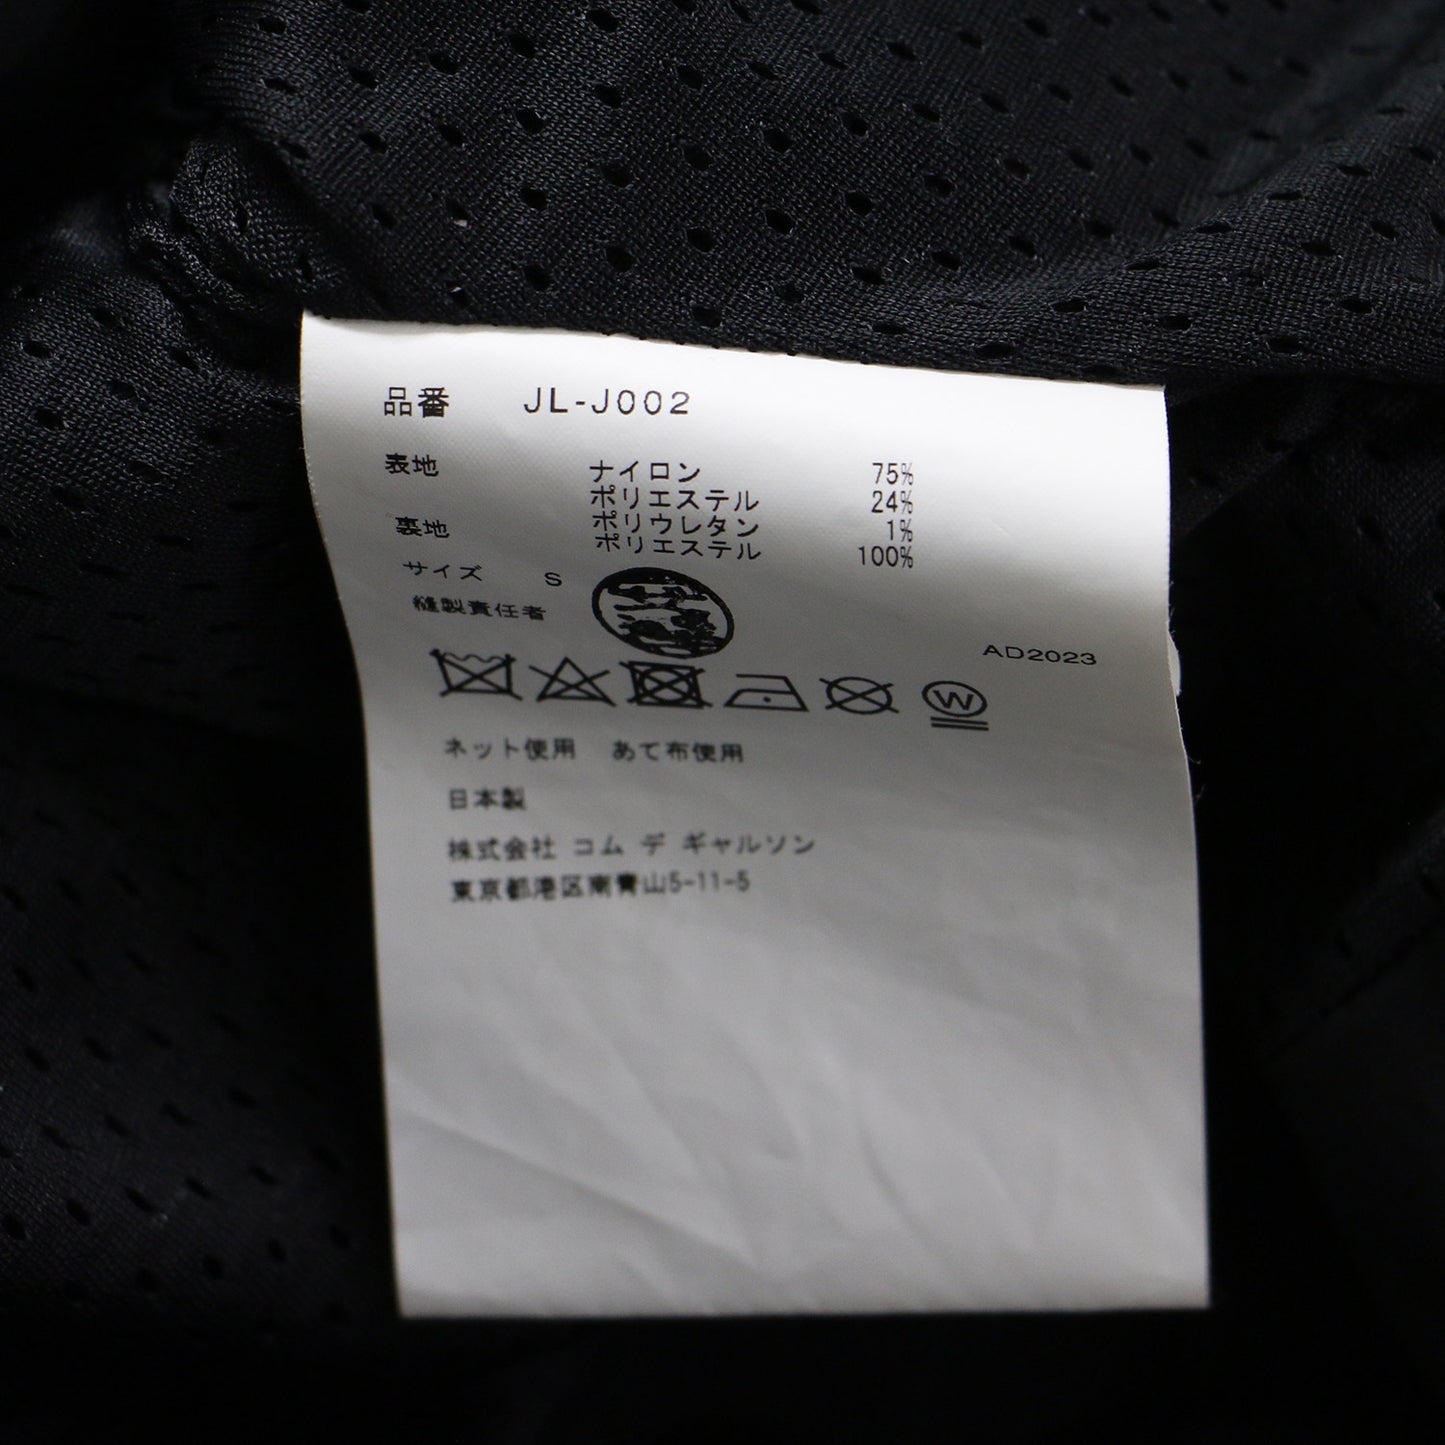 品番 JL-J002
表地 ナイロン 75%
ポリエステル 24%
ポリウレタン 1%
裏地 ポリエステル 100%
サイズ S
縫製責任者
AD2023
W
ネット使用 あて布使用
日本製
株式会社 コム デ ギャルソン
東京都港区南青山5-11-5